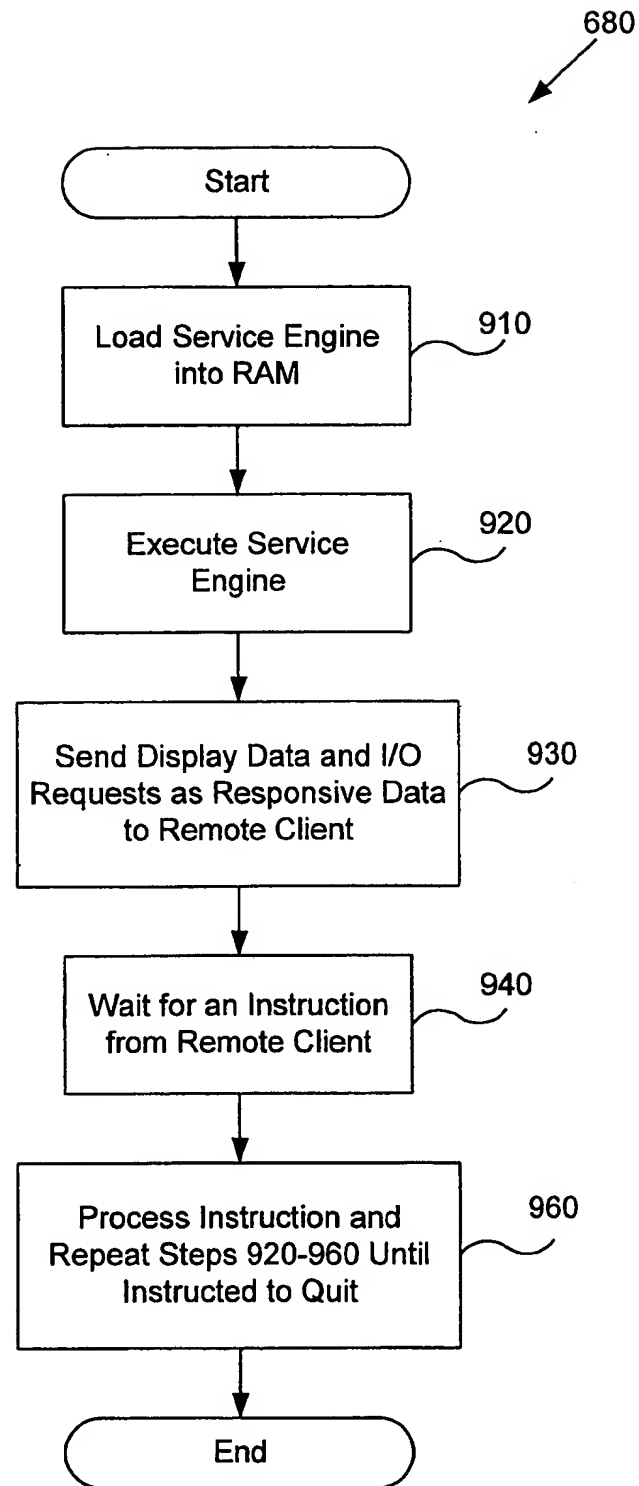 680
Start
Load Service Engine
into RAM
910
Execute Service
Engine
920
Send Display Data and I/O
Requests as Responsive Data
to Remote Client
930
Wait for an Instruction
from Remote Client
940
Process Instruction and
Repeat Steps 920-960 Until
Instructed to Quit
960
End